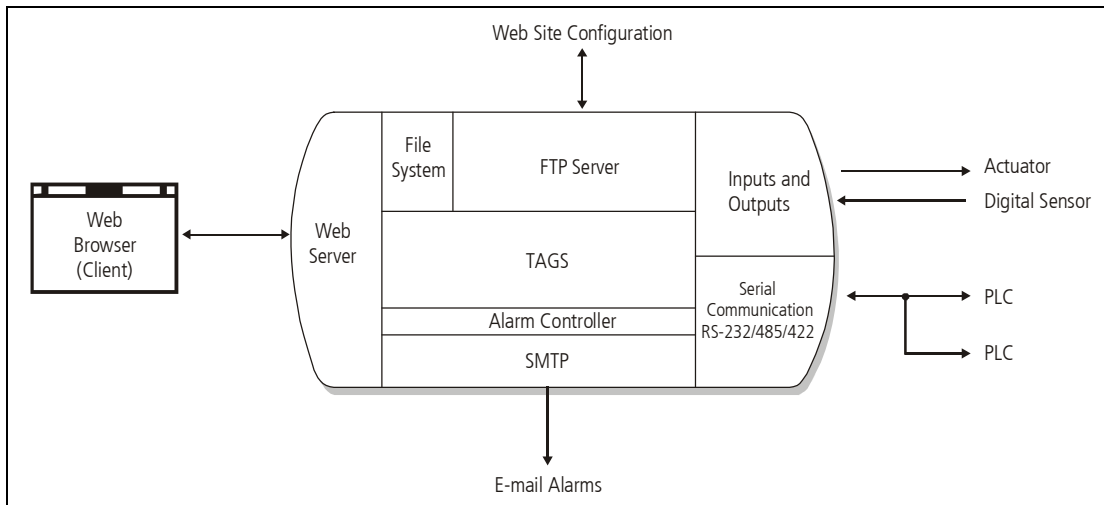 Web Site Configuration
File
System
FTP Server
Inputs and
Outputs
Actuator
Digital Sensor
Web
Browser
(Client)
Web
Server
TAGS
Serial
Communication
RS-232/485/422
PLC
PLC
Alarm Controller
SMTP
E-mail Alarms